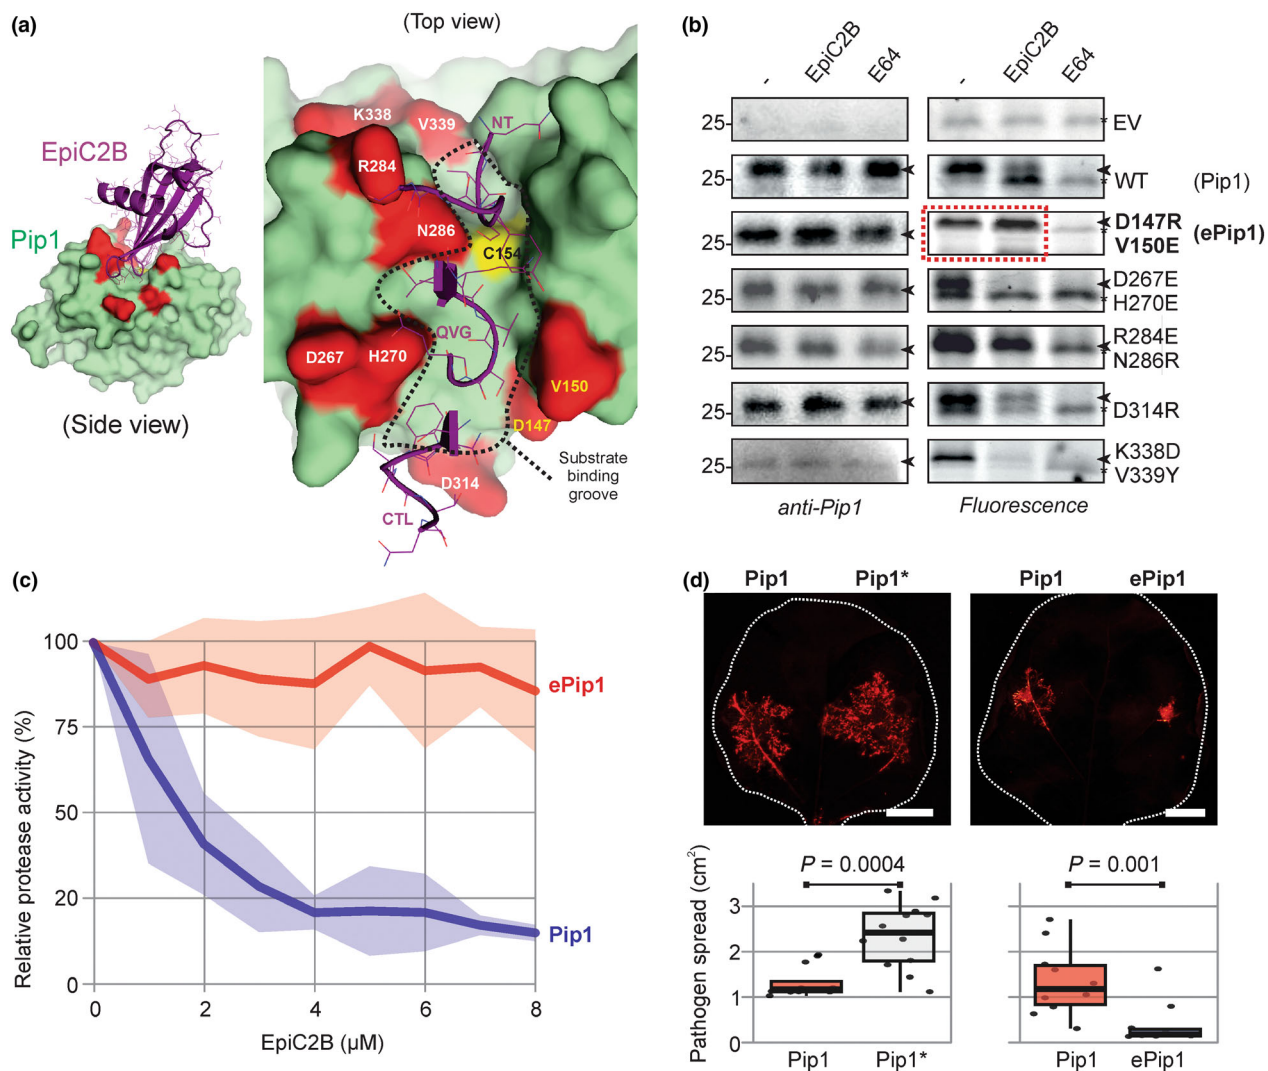 (a)
(Top view)
EpiC2B
Pip1
(Side view)
K338
V339
NT
R284
N286
C154
QVG
D267
H270
V150
D147
D314
CTL
Substrate
binding
groove
(b)
- EpiC2B E64 - EpiC2B E64
25- EV
25- WT (Pip1)
25- D147R
V150E (ePip1)
25- D267E
H270E
25- R284E
N286R
25- D314R
25- K338D
V339Y
anti-Pip1 Fluorescence
(c)
Relative protease activity (%)
100
75
50
20
0
ePip1
Pip1
0 2 4 6 8
EpiC2B (µM)
(d)
Pip1 Pip1* Pip1 ePip1
Pathogen spread (cm²)
P = 0.0004 P = 0.001
3
2
1
0
Pip1 Pip1* Pip1 ePip1